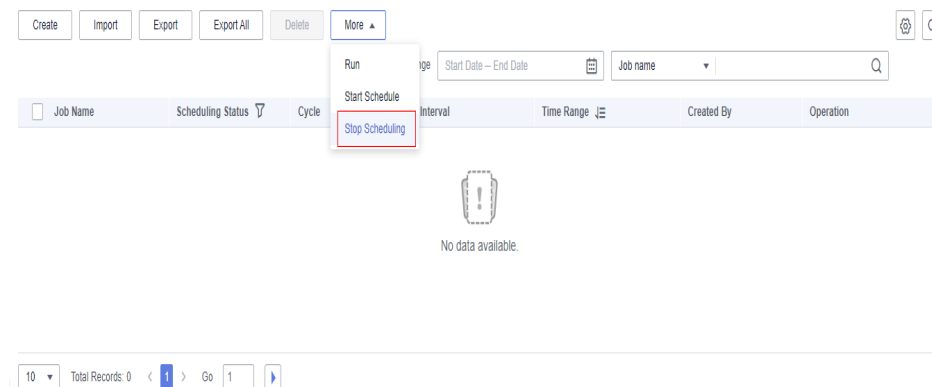 Create Import Export Export All Delete More
Run
nge Start Date – End Date Job name
Start Schedule
Job Name Scheduling Status Cycle Interval Time Range Created By Operation
Stop Scheduling
No data available.
10 Total Records: 0 < 1 > Go 1